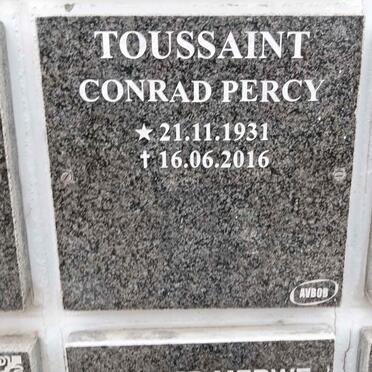 TOUSSAINT
CONRAD PERCY
★ 21.11.1931
✝ 16.06.2016
AVBOB